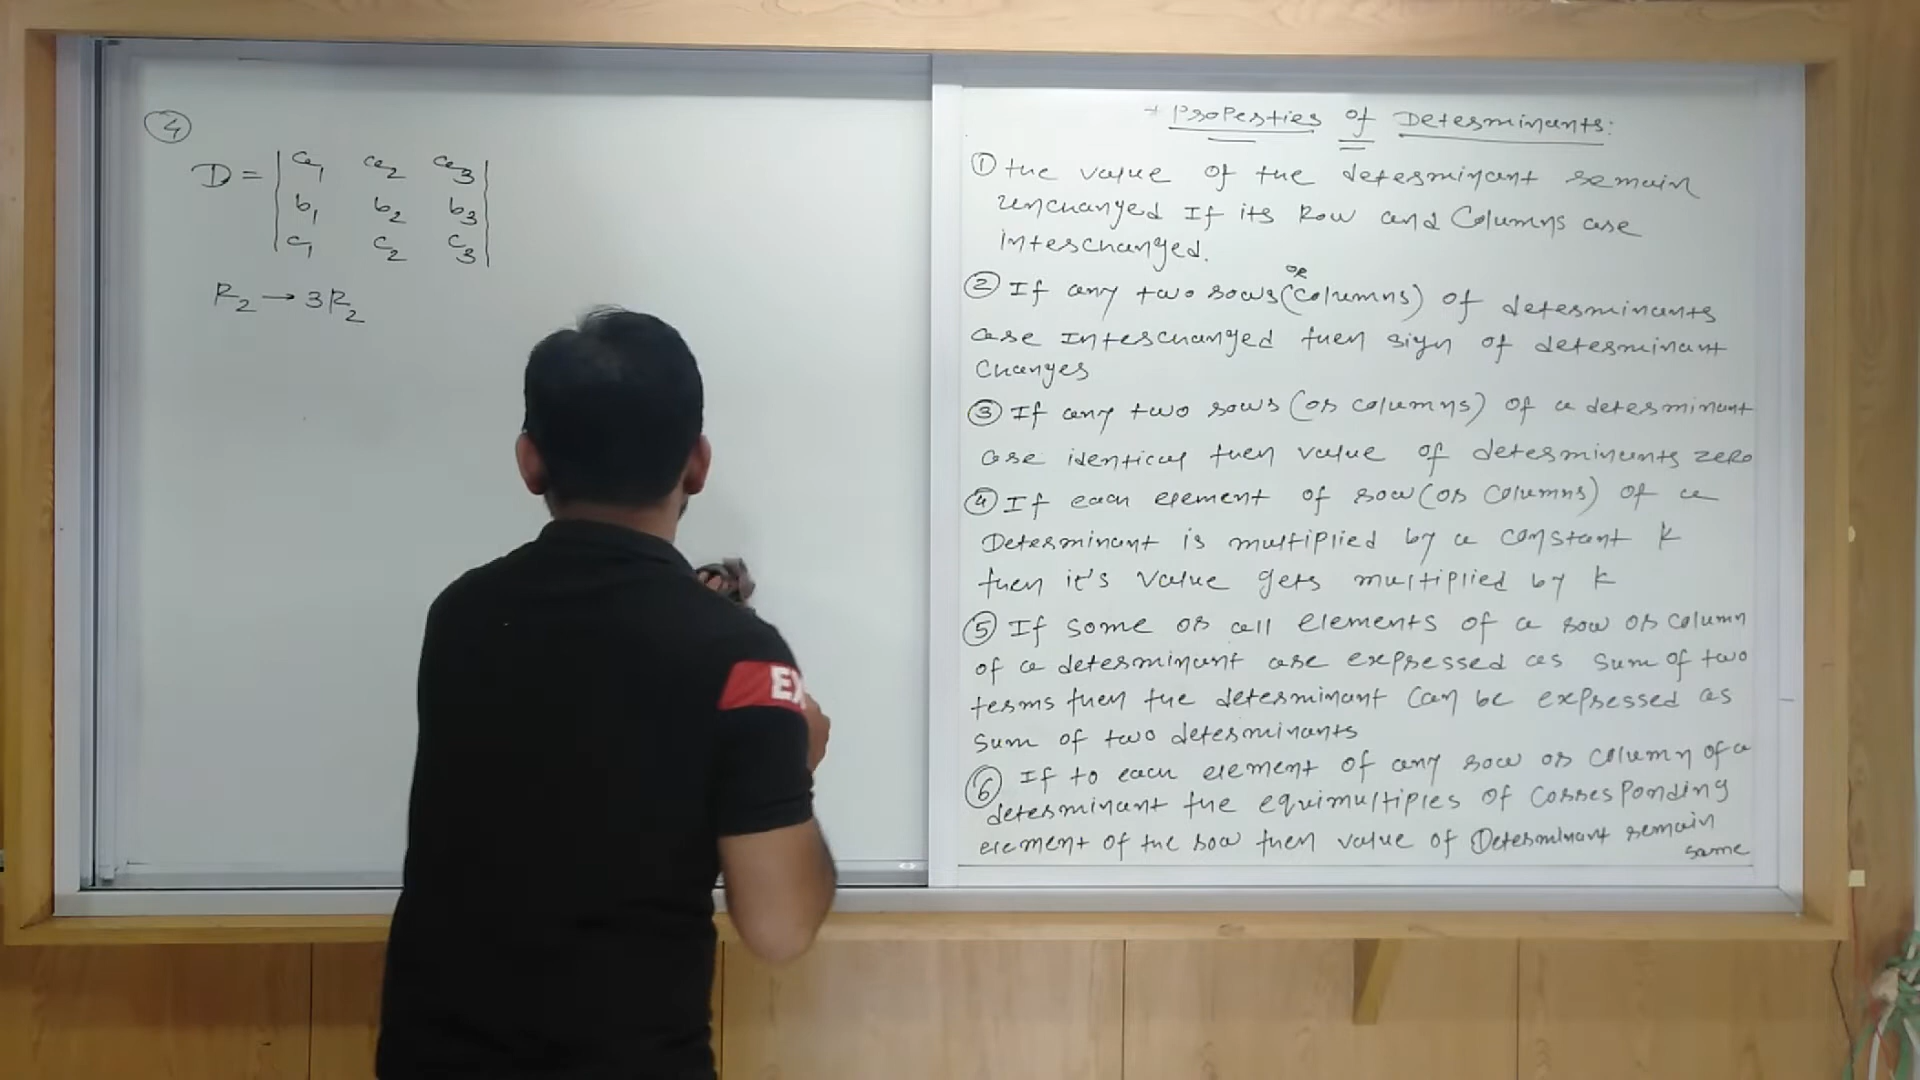 ④
D = | a₁ a₂ a₃ |
| b₁ b₂ b₃ |
| c₁ c₂ c₃ |
R₂ → 3R₂
EX
→ Properties of Determinants:
① the value of the determinant remain
unchanged If its Row and Columns are
interchanged.
② If any two rows (or columns) of determinants
are Interchanged then sign of determinant
Changes
③ If any two rows (or columns) of a determinant
are identical then value of determinants zero
④ If each element of row (or columns) of a
Determinant is multiplied by a constant k
then it's value gets multiplied by k
⑤ If some or all elements of a row or column
of a determinant are expressed as sum of two
terms then the determinant can be expressed as
sum of two determinants
⑥ If to each element of any row or column of a
determinant the equimultiples of corresponding
element of the row then value of Determinant remain
same